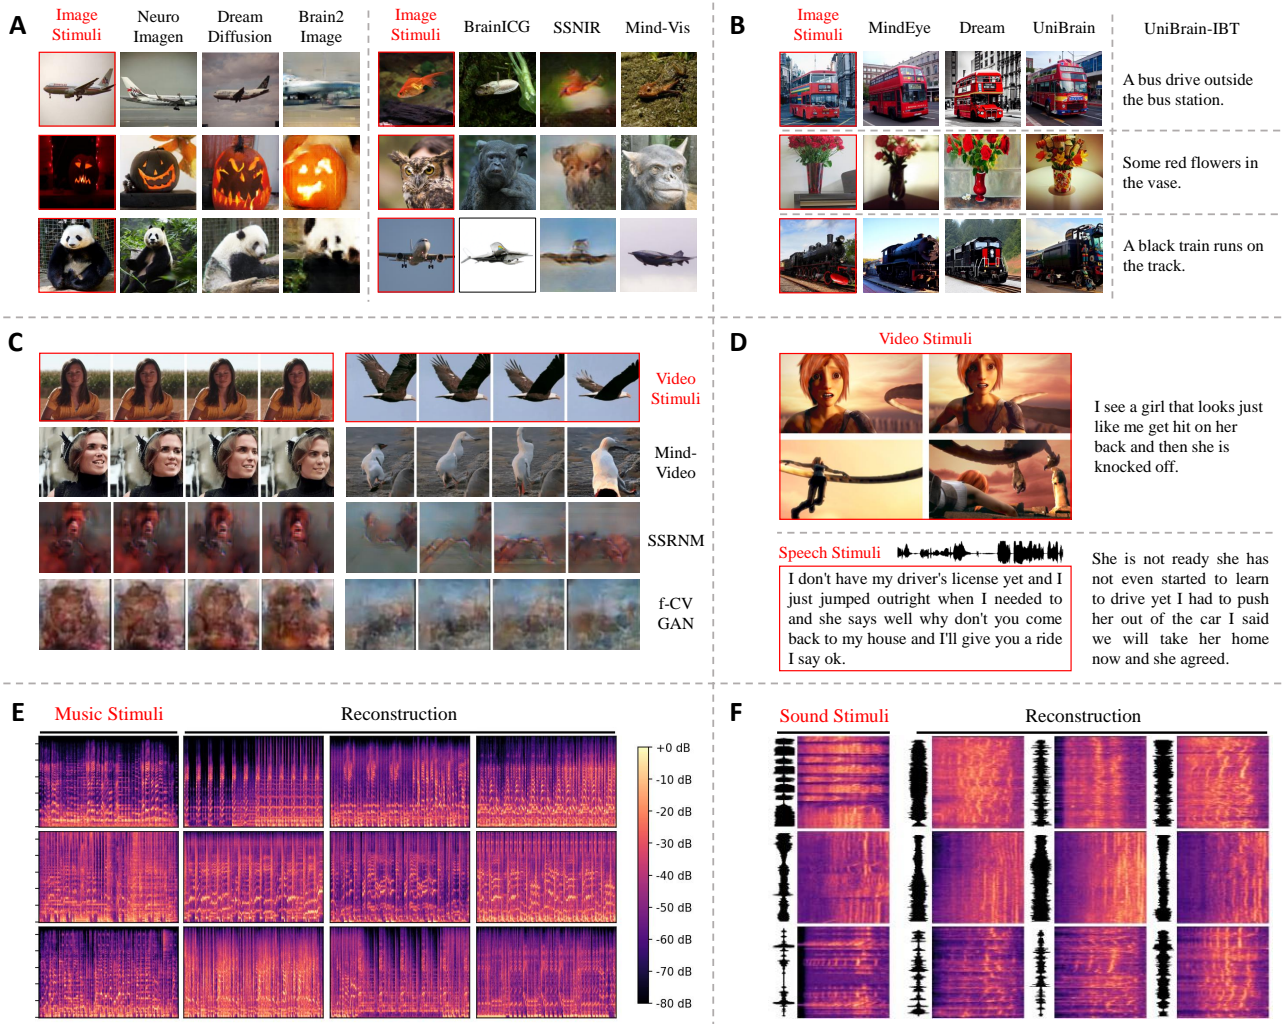 A
Image Stimuli
Neuro Imagen
Dream Diffusion
Brain2 Image
Image Stimuli
BrainICG
SSNIR
Mind-Vis
B
Image Stimuli
MindEye
Dream
UniBrain
UniBrain-IBT
A bus drive outside
the bus station.
Some red flowers in
the vase.
A black train runs on
the track.
C
Video
Stimuli
Mind-
Video
SSRNM
f-CV
GAN
D
Video Stimuli
I see a girl that looks just
like me get hit on her
back and then she is
knocked off.
Speech Stimuli
I don't have my driver's license yet and I
just jumped outright when I needed to
and she says well why don't you come
back to my house and I'll give you a ride
I say ok.
She is not ready she has
not even started to learn
to drive yet I had to push
her out of the car I said
we will take her home
now and she agreed.
E
Music Stimuli
Reconstruction
+0 dB
-10 dB
-20 dB
-30 dB
-40 dB
-50 dB
-60 dB
-70 dB
-80 dB
F
Sound Stimuli
Reconstruction